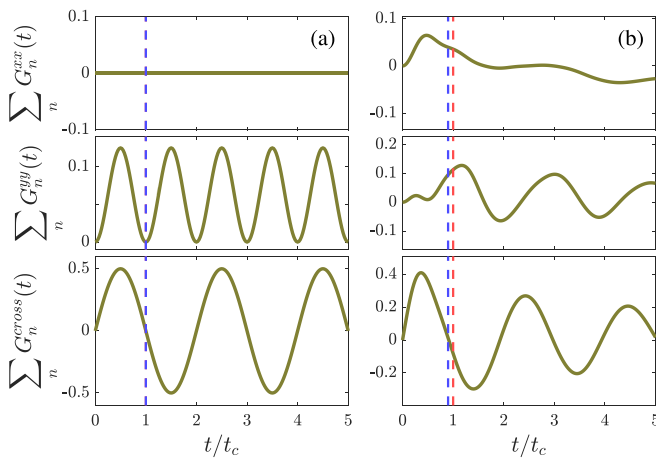 (a)
(b)
∑_n G_n^{xx}(t)
0.1
0
-0.1
0.1
0
-0.1
∑_n G_n^{yy}(t)
0.1
0
0.2
0.1
0
-0.1
∑_n G_n^{cross}(t)
0.5
0
-0.5
0.4
0.2
0
-0.2
0 1 2 3 4 5
0 1 2 3 4 5
t/t_c
t/t_c